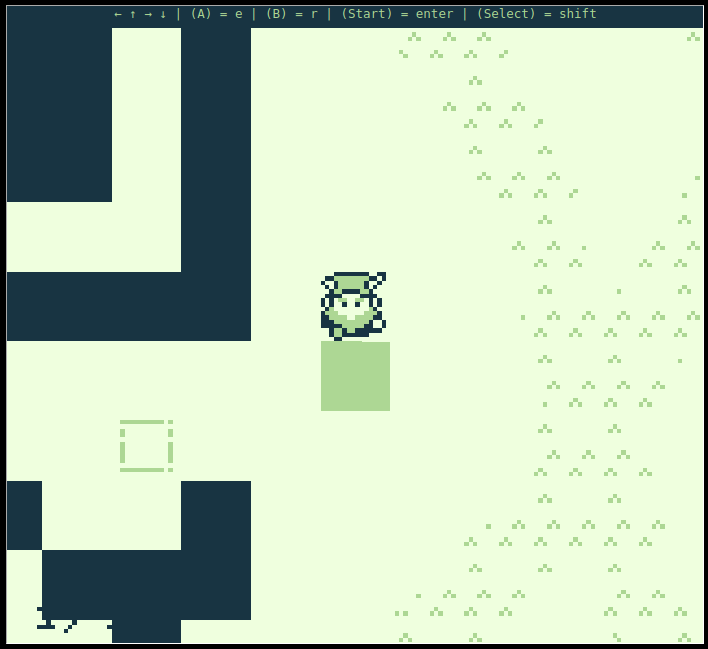 ← ↑ → ↓ | (A) = e | (B) = r | (Start) = enter | (Select) = shift